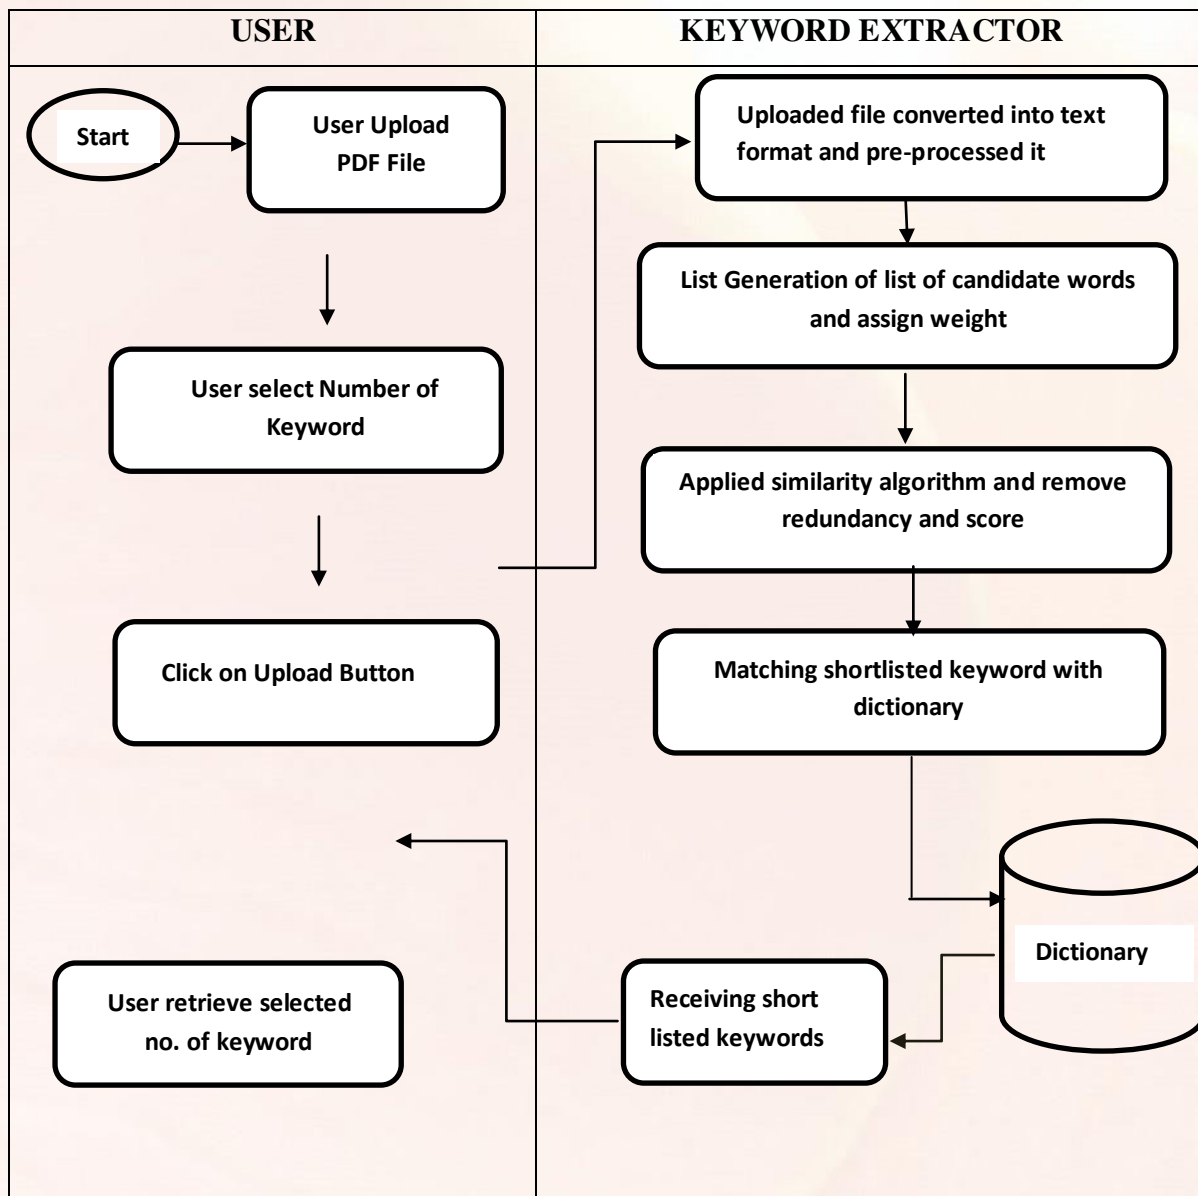 USER
KEYWORD EXTRACTOR
Start
User Upload
PDF File
User select Number of
Keyword
Click on Upload Button
Uploaded file converted into text
format and pre-processed it
List Generation of list of candidate words
and assign weight
Applied similarity algorithm and remove
redundancy and score
Matching shortlisted keyword with
dictionary
Dictionary
Receiving short
listed keywords
User retrieve selected
no. of keyword